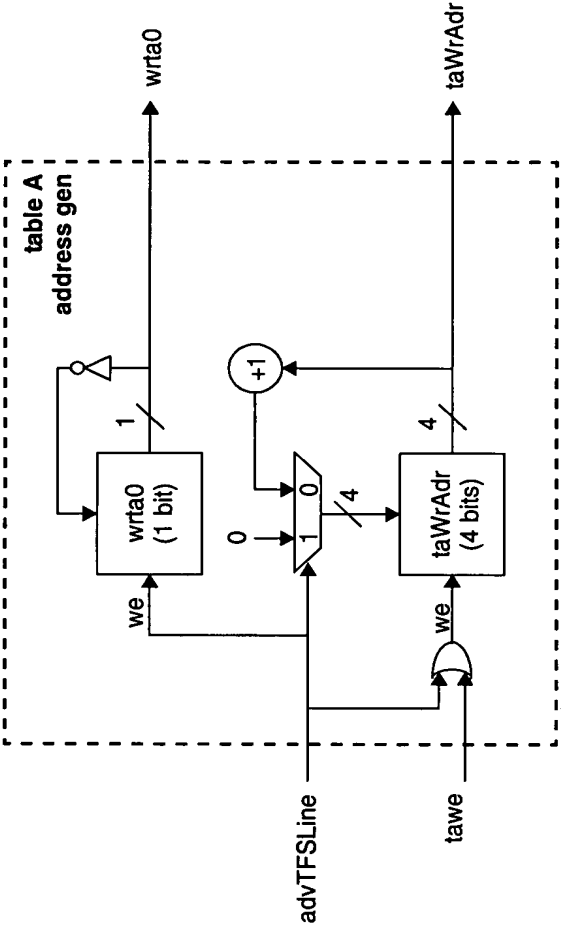 table A
address gen
wrta0
1
wrta0
(1 bit)
we
+1
0
1 0
4
taWrAdr
4
taWrAdr
(4 bits)
we
advTFSLine
tawe